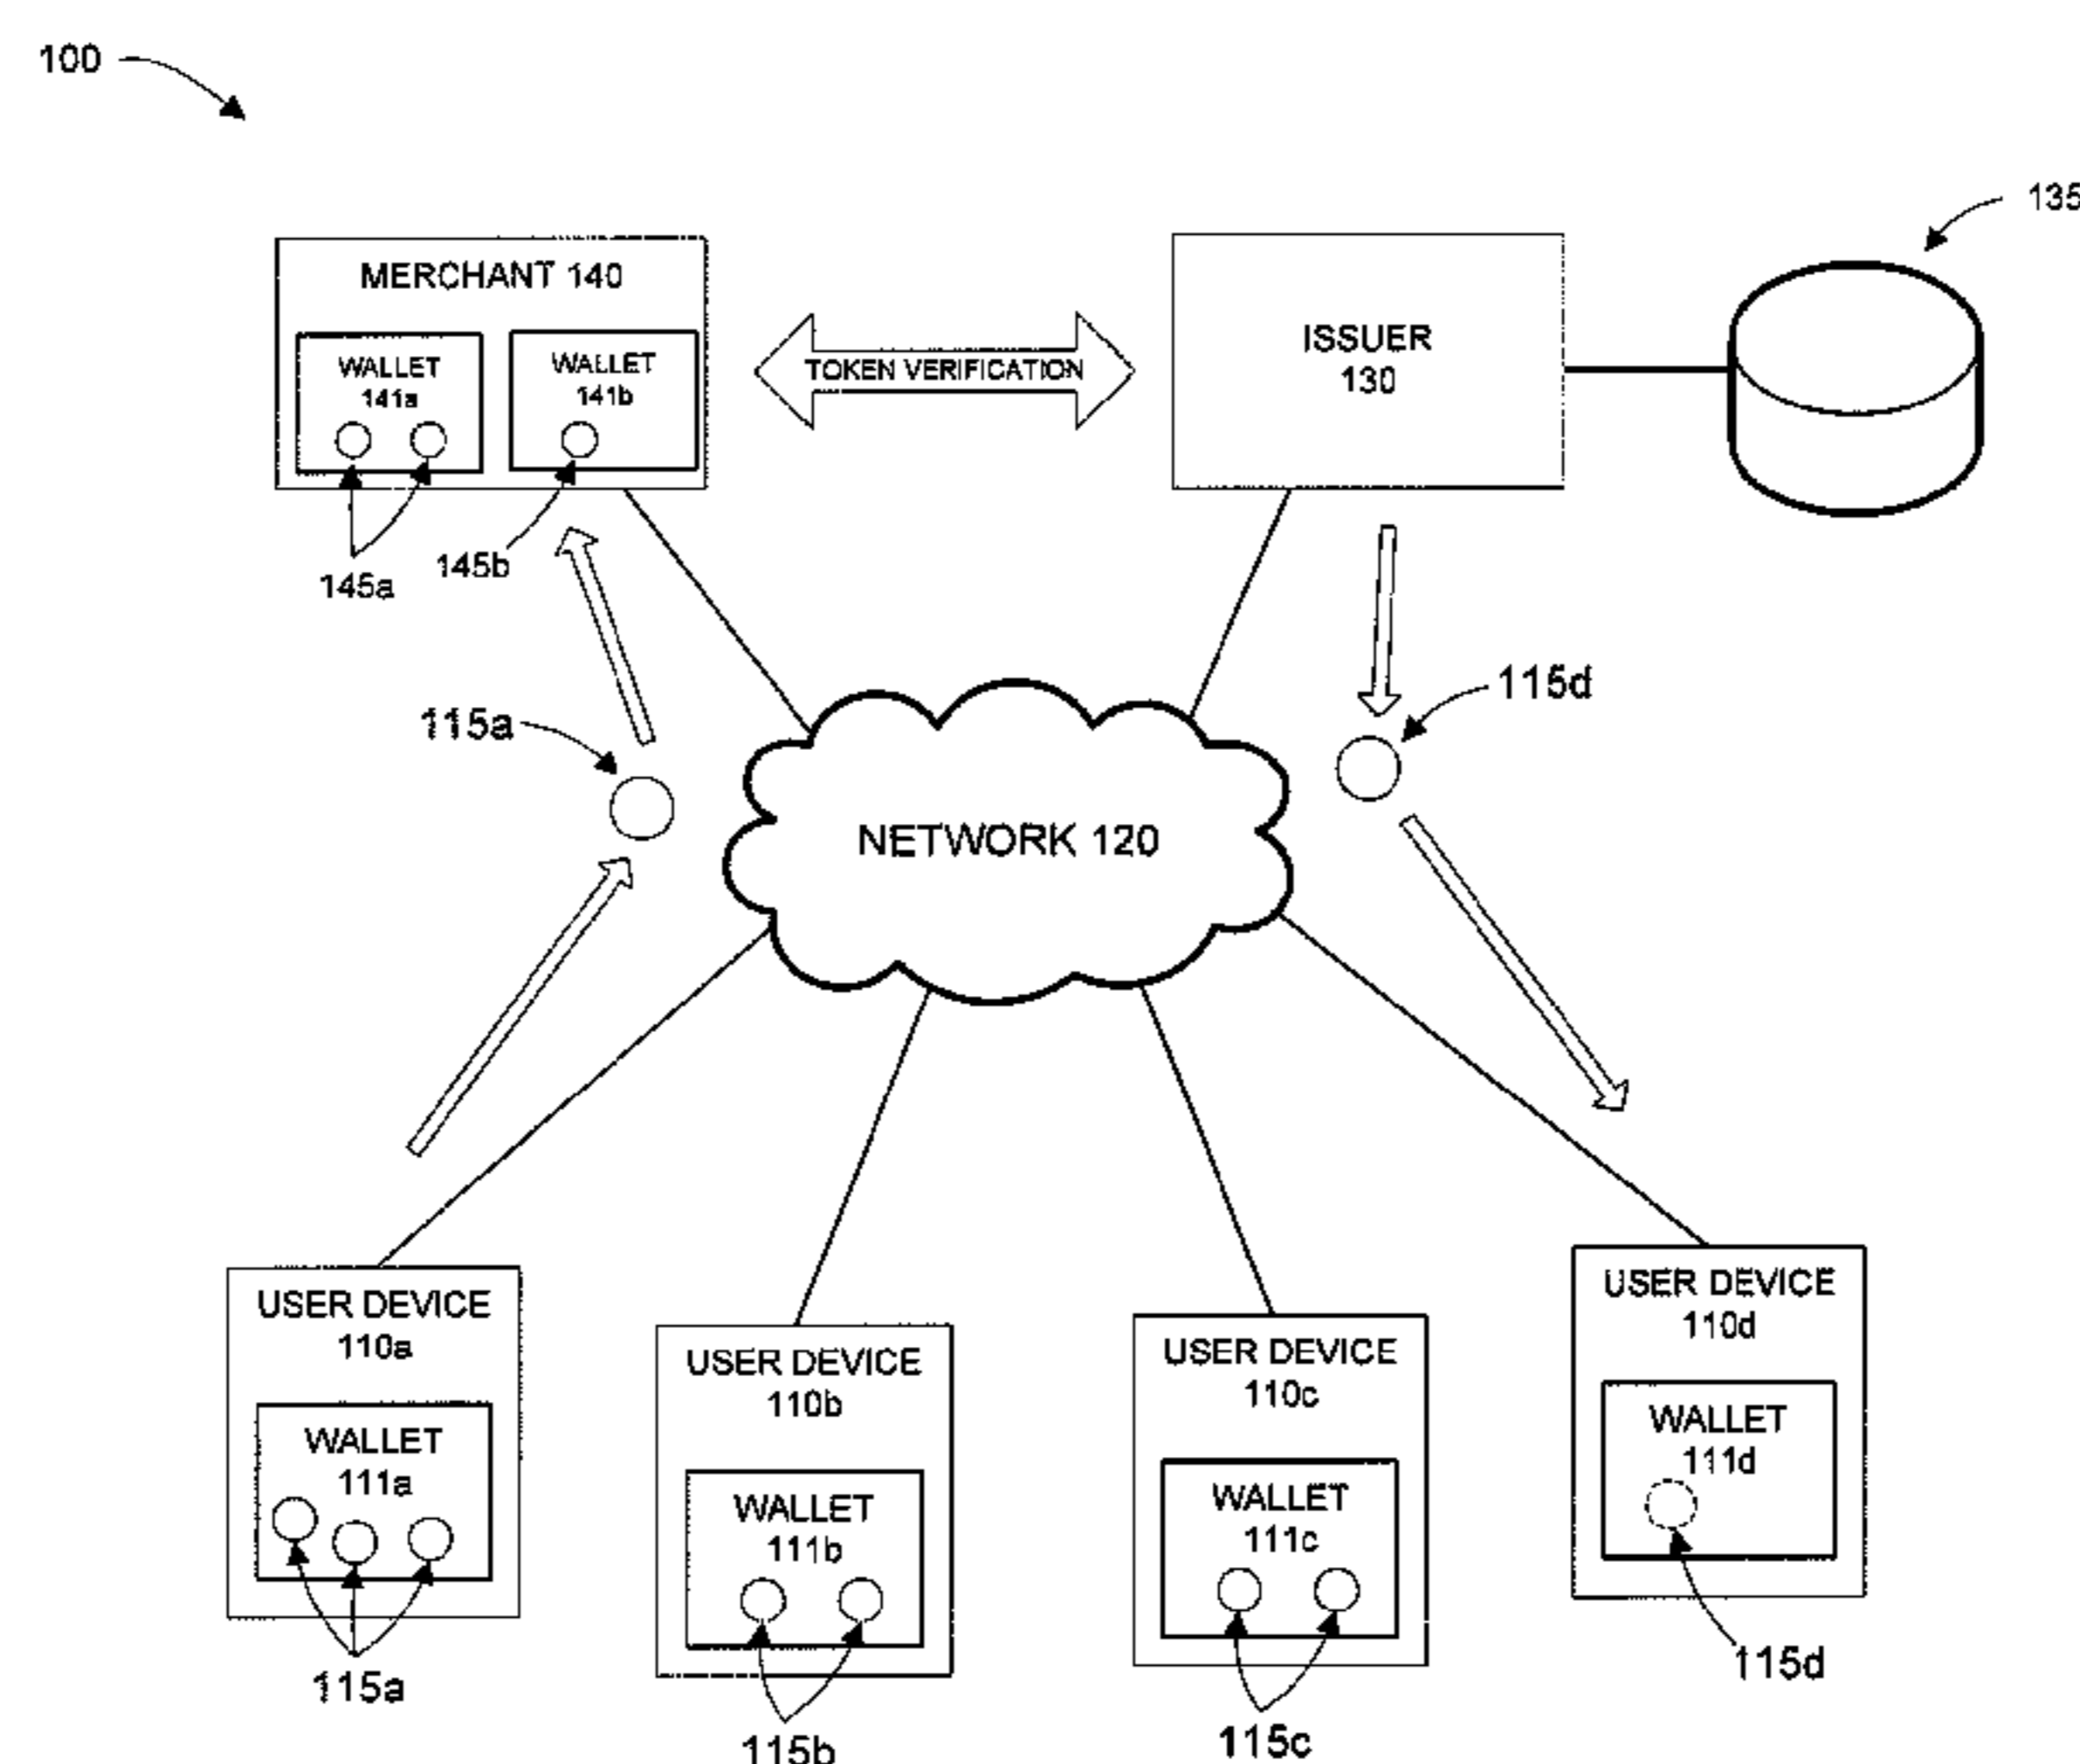 100
135
MERCHANT 140
WALLET
141a
WALLET
141b
TOKEN VERIFICATION
ISSUER
130
145a
145b
115a
115d
NETWORK 120
USER DEVICE
110a
WALLET
111a
115a
USER DEVICE
110b
WALLET
111b
115b
USER DEVICE
110c
WALLET
111c
115c
USER DEVICE
110d
WALLET
111d
115d